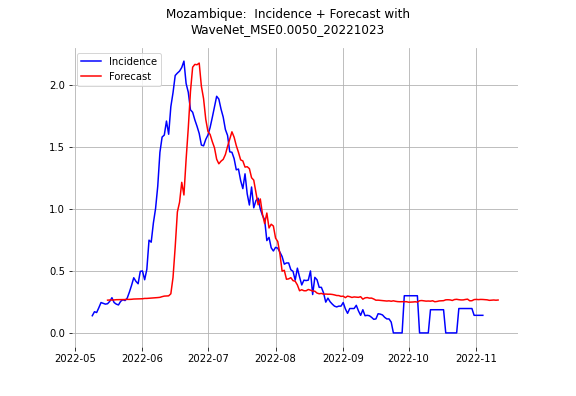 Mozambique:  Incidence + Forecast with
WaveNet_MSE0.0050_20221023
Incidence
Forecast
2.0
1.5
1.0
0.5
0.0
2022-05 2022-06 2022-07 2022-08 2022-09 2022-10 2022-11